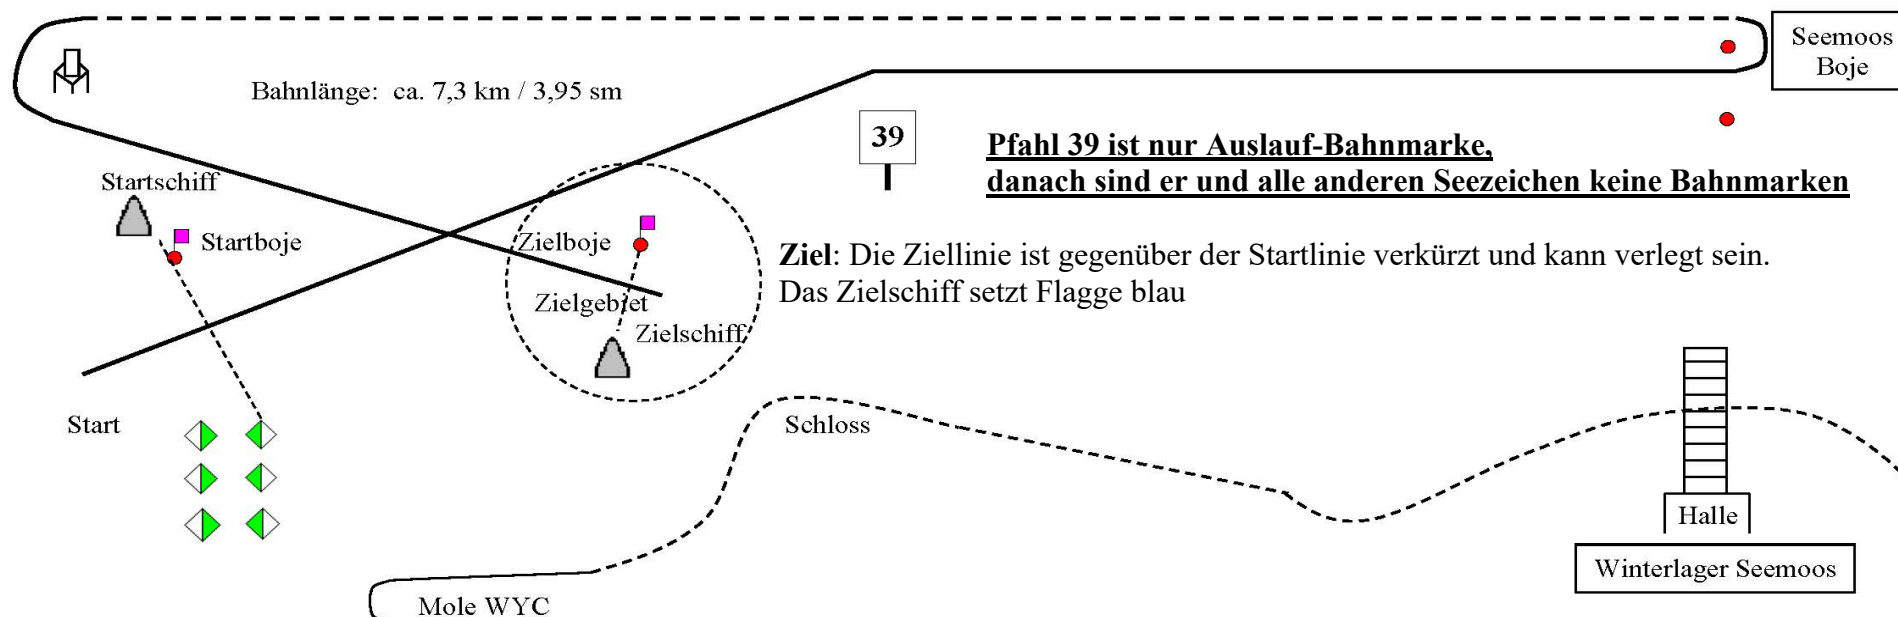 Seemoos
Boje
Bahnlänge: ca. 7,3 km / 3,95 sm
39
Pfahl 39 ist nur Auslauf-Bahnmarke,
danach sind er und alle anderen Seezeichen keine Bahnmarken
Startschiff
Startboje
Zielboje
Ziel: Die Ziellinie ist gegenüber der Startlinie verkürzt und kann verlegt sein.
Das Zielschiff setzt Flagge blau
Zielgebiet
Zielschiff
Start
Schloss
Halle
Winterlager Seemoos
Mole WYC